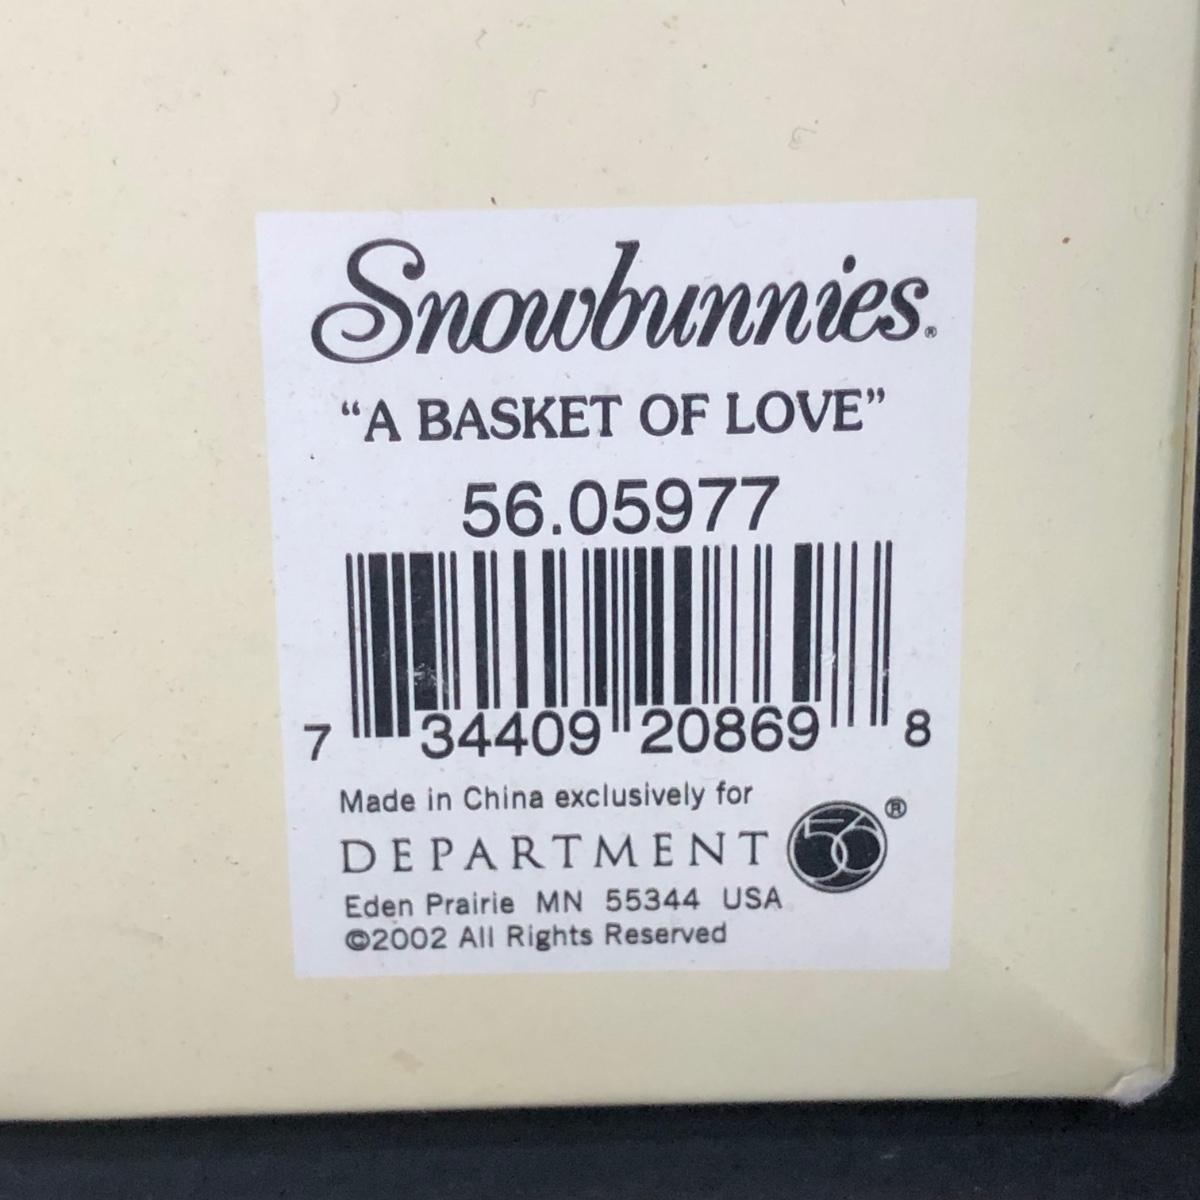 Snowbunnies®
“A BASKET OF LOVE”
56.05977
7 34409 20869 8
Made in China exclusively for
DEPARTMENT 56®
Eden Prairie MN 55344 USA
©2002 All Rights Reserved